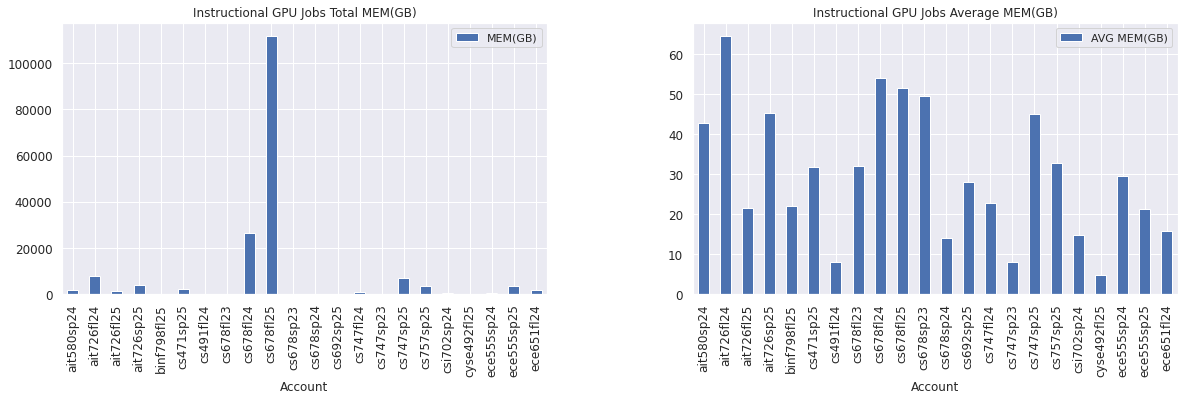 Instructional GPU Jobs Total MEM(GB)
MEM(GB)
100000
80000
60000
40000
20000
0
ait580sp24
ait726fl24
ait726fl25
ait726sp25
binf798fl25
cs471sp25
cs491fl24
cs678fl23
cs678fl24
cs678fl25
cs678sp23
cs678sp24
cs692sp25
cs747fl24
cs747sp23
cs747sp25
cs757sp25
csi702sp24
cyse492fl25
ece555sp24
ece555sp25
ece651fl24
Account
Instructional GPU Jobs Average MEM(GB)
AVG MEM(GB)
60
50
40
30
20
10
0
ait580sp24
ait726fl24
ait726fl25
ait726sp25
binf798fl25
cs471sp25
cs491fl24
cs678fl23
cs678fl24
cs678fl25
cs678sp23
cs678sp24
cs692sp25
cs747fl24
cs747sp23
cs747sp25
cs757sp25
csi702sp24
cyse492fl25
ece555sp24
ece555sp25
ece651fl24
Account